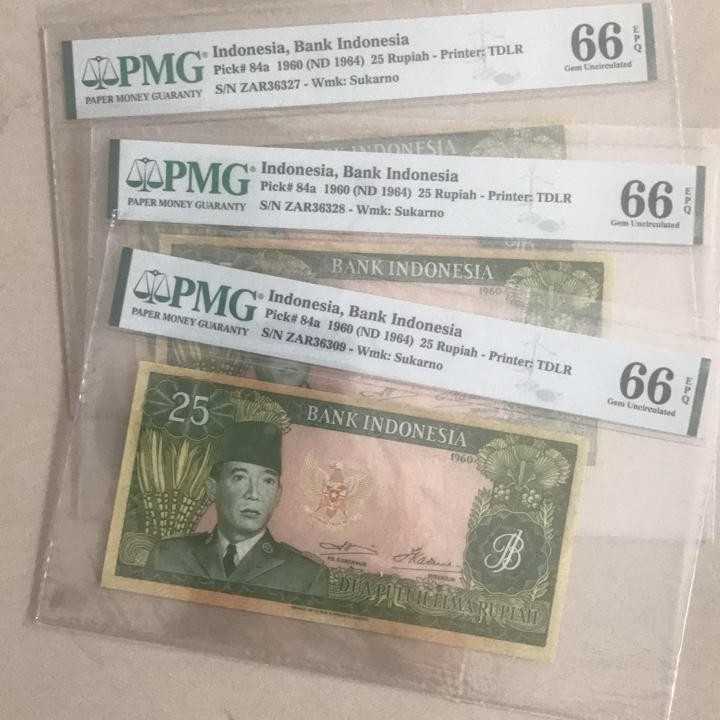 PMG
PAPER MONEY GUARANTY
Indonesia, Bank Indonesia
Pick# 84a 1960 (ND 1964) 25 Rupiah - Printer: TDLR
S/N ZAR36327 - Wmk: Sukarno
66 EPQ
Gem Uncirculated
INDONESIA
PMG
PAPER MONEY GUARANTY
Indonesia, Bank Indonesia
Pick# 84a 1960 (ND 1964) 25 Rupiah - Printer: TDLR
S/N ZAR36328 - Wmk: Sukarno
66 EPQ
Gem Uncirculated
BANK INDONESIA
1960
PMG
PAPER MONEY GUARANTY
Indonesia, Bank Indonesia
Pick# 84a 1960 (ND 1964) 25 Rupiah - Printer: TDLR
S/N ZAR36309 - Wmk: Sukarno
66 EPQ
Gem Uncirculated
25
BANK INDONESIA
1960
DUA PULUH LIMA RUPIAH